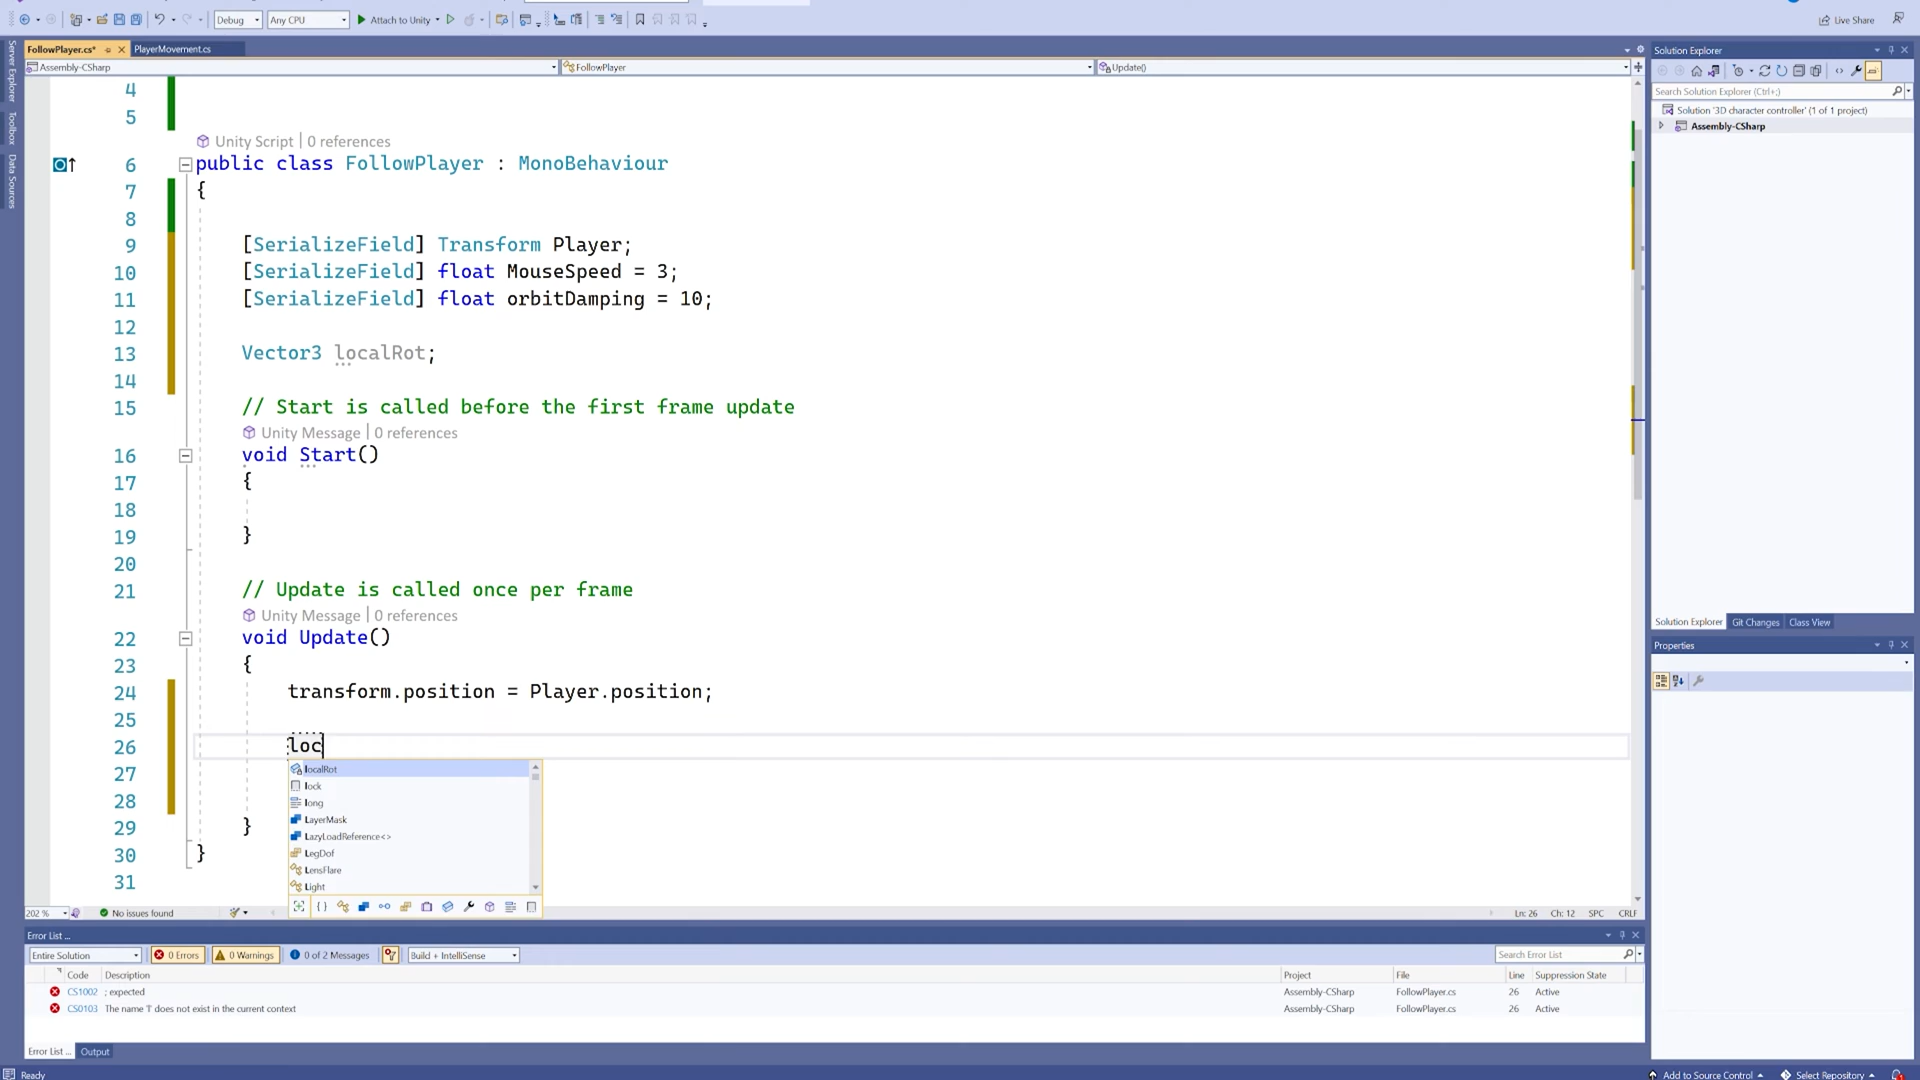 Debug
Any CPU
Attach to Unity
Live Share
FollowPlayer.cs*
PlayerMovement.cs
Assembly-CSharp
FollowPlayer
Update()
Server Explorer
Toolbox
Data Sources
4
5
Unity Script | 0 references
6 public class FollowPlayer : MonoBehaviour
7 {
8
9 [SerializeField] Transform Player;
10 [SerializeField] float MouseSpeed = 3;
11 [SerializeField] float orbitDamping = 10;
12
13 Vector3 localRot;
14
15 // Start is called before the first frame update
Unity Message | 0 references
16 void Start()
17 {
18
19 }
20
21 // Update is called once per frame
Unity Message | 0 references
22 void Update()
23 {
24 transform.position = Player.position;
25
26 loc
27
28
29 }
30 }
31
localRot
lock
long
LayerMask
LazyLoadReference<>
LegDof
LensFlare
Light
202 %
No issues found
Ln: 26 Ch: 12 SPC CRLF
Solution Explorer
Search Solution Explorer (Ctrl+;)
Solution '3D character controller' (1 of 1 project)
Assembly-CSharp
Solution Explorer Git Changes Class View
Properties
Error List ...
Entire Solution
0 Errors
0 Warnings
0 of 2 Messages
Build + IntelliSense
Search Error List
Code Description Project File Line Suppression State
CS1002 ; expected Assembly-CSharp FollowPlayer.cs 26 Active
CS0103 The name 'l' does not exist in the current context Assembly-CSharp FollowPlayer.cs 26 Active
Error List ... Output
Ready
Add to Source Control
Select Repository